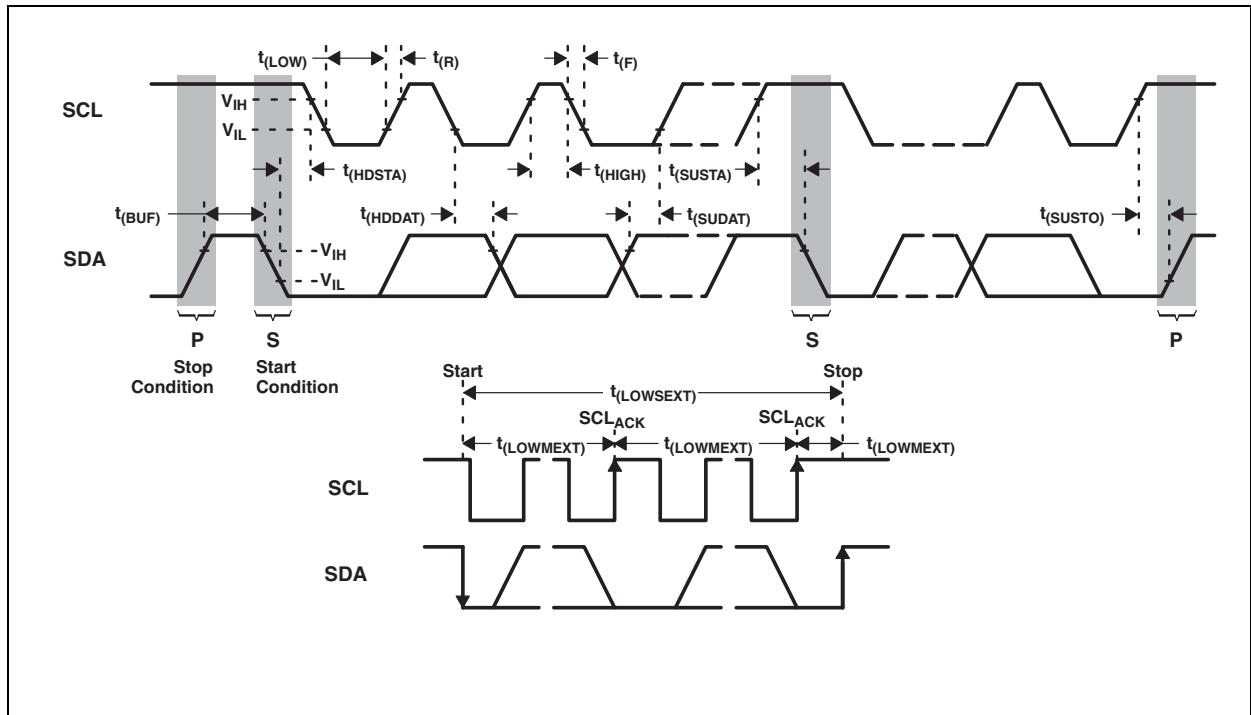 t(LOW) t(R) t(F)
SCL
VIH
VIL
t(HDSTA) t(HIGH) t(SUSTA)
t(BUF) t(HDDAT) t(SUDAT) t(SUSTO)
SDA
VIH
VIL
P S S P
Stop Condition
Start Condition
Start Stop
t(LOWSEXT)
SCLACK SCLACK
t(LOWMEXT) t(LOWMEXT) t(LOWMEXT)
SCL
SDA